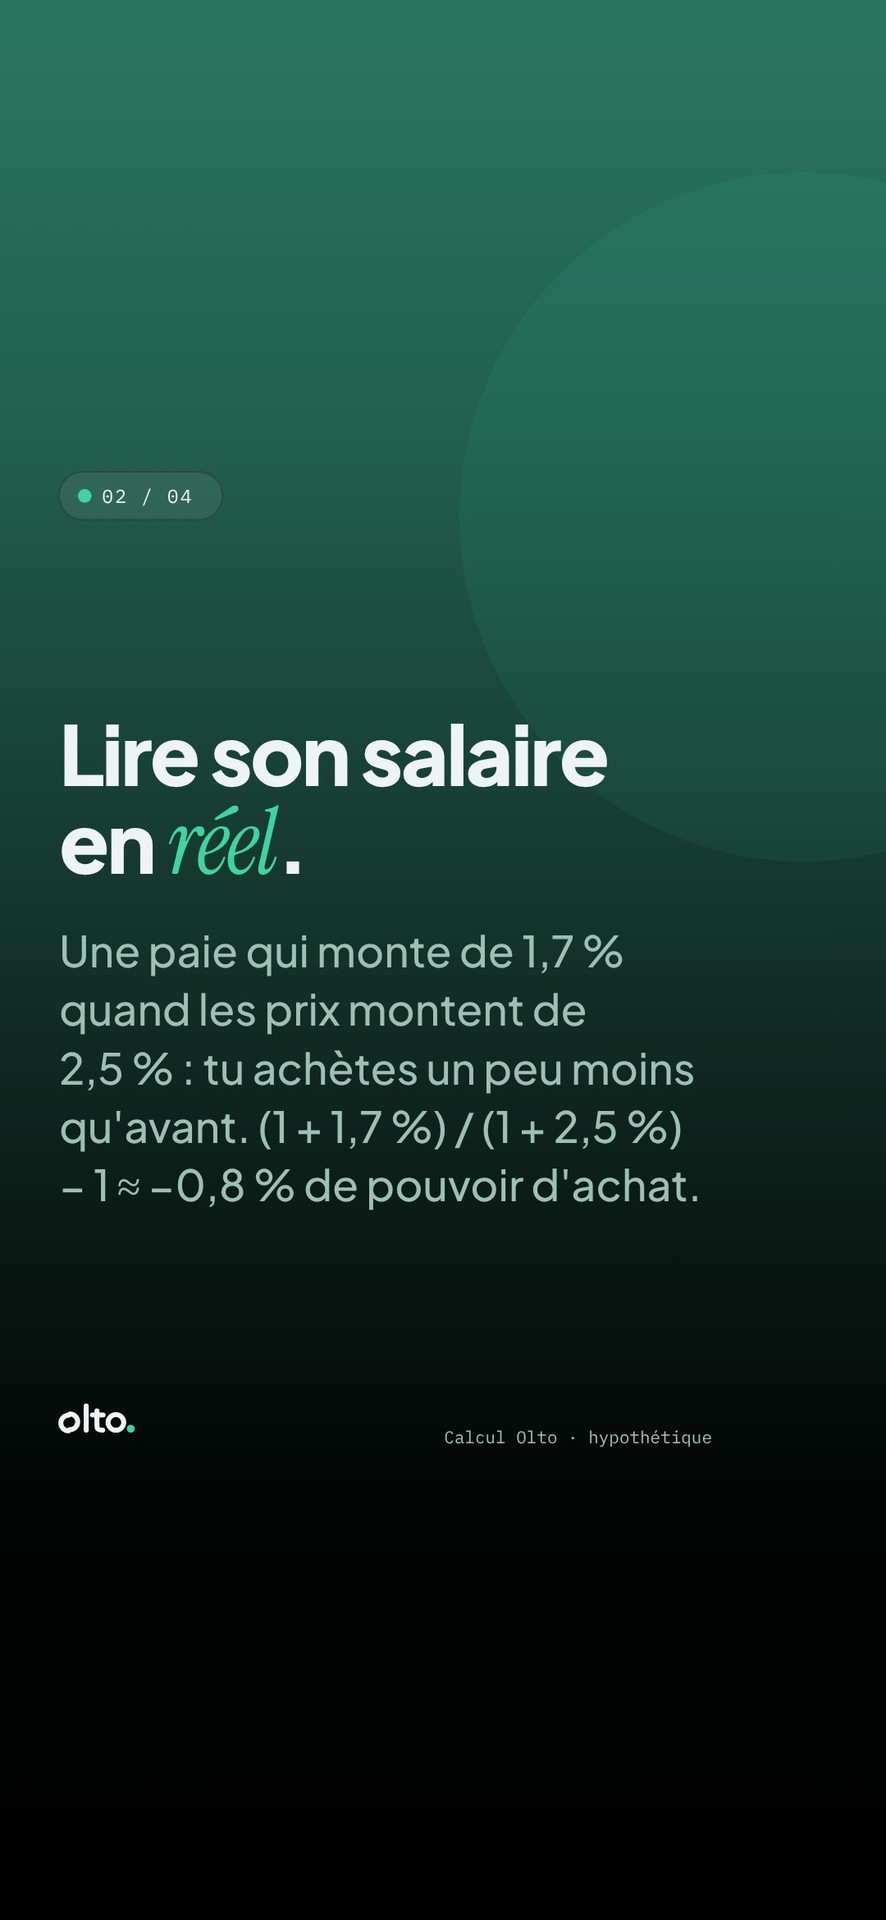 02 / 04
Lire son salaire
en réel.
Une paie qui monte de 1,7 %
quand les prix montent de
2,5 % : tu achètes un peu moins
qu'avant. (1 + 1,7 %) / (1 + 2,5 %)
− 1 ≈ −0,8 % de pouvoir d'achat.
olto.
Calcul Olto · hypothétique